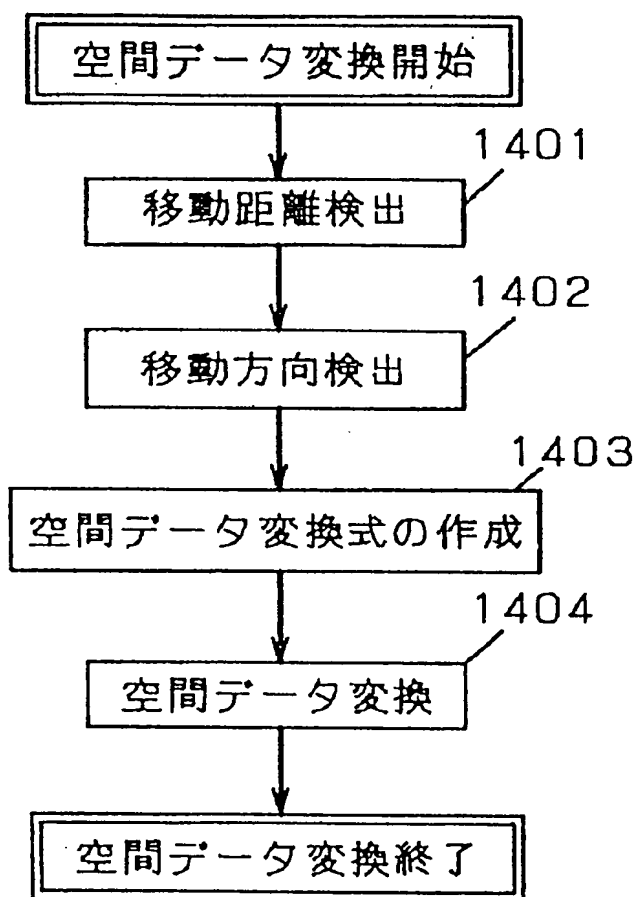 空間データ変換開始
1401
移動距離検出
1402
移動方向検出
1403
空間データ変換式の作成
1404
空間データ変換
空間データ変換終了